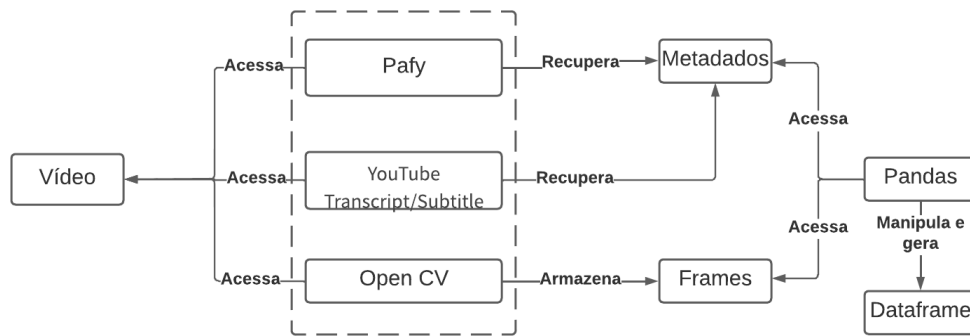 Pafy
Acessa
Recupera
Metadados
Acessa
Vídeo
Acessa
YouTube
Transcript/Subtitle
Recupera
Pandas
Acessa
Manipula e
gera
Acessa
Open CV
Armazena
Frames
Dataframe